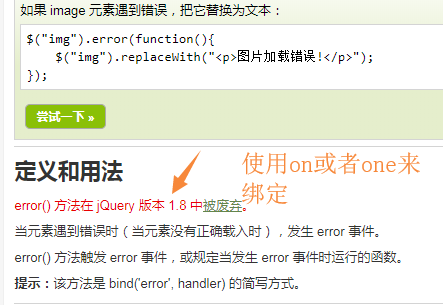 如果 image 元素遇到错误，把它替换为文本：
$("img").error(function(){
    $("img").replaceWith("<p>图片加载错误!</p>");
});
尝试一下 »
定义和用法
使用on或者one来
绑定
error() 方法在 jQuery 版本 1.8 中被废弃。
当元素遇到错误时（当元素没有正确载入时），发生 error 事件。
error() 方法触发 error 事件，或规定当发生 error 事件时运行的函数。
提示：该方法是 bind('error', handler) 的简写方式。